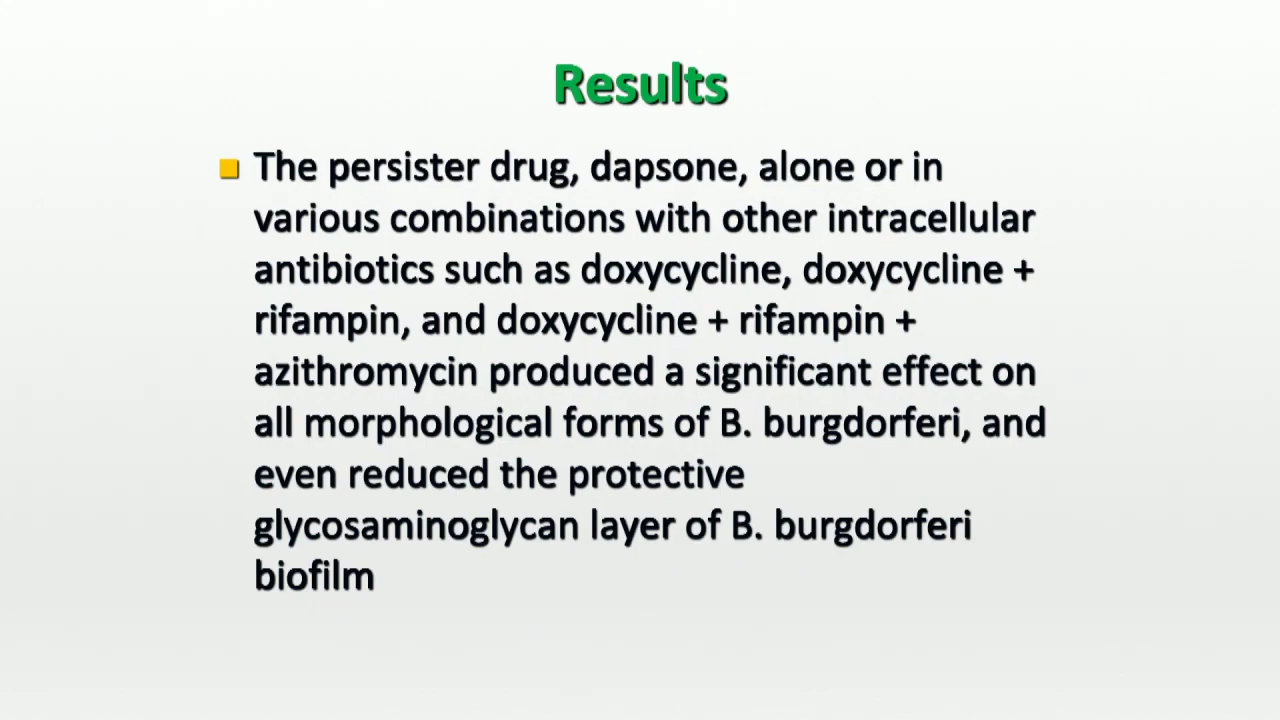 Results
The persister drug, dapsone, alone or in
various combinations with other intracellular
antibiotics such as doxycycline, doxycycline +
rifampin, and doxycycline + rifampin +
azithromycin produced a significant effect on
all morphological forms of B. burgdorferi, and
even reduced the protective
glycosaminoglycan layer of B. burgdorferi
biofilm